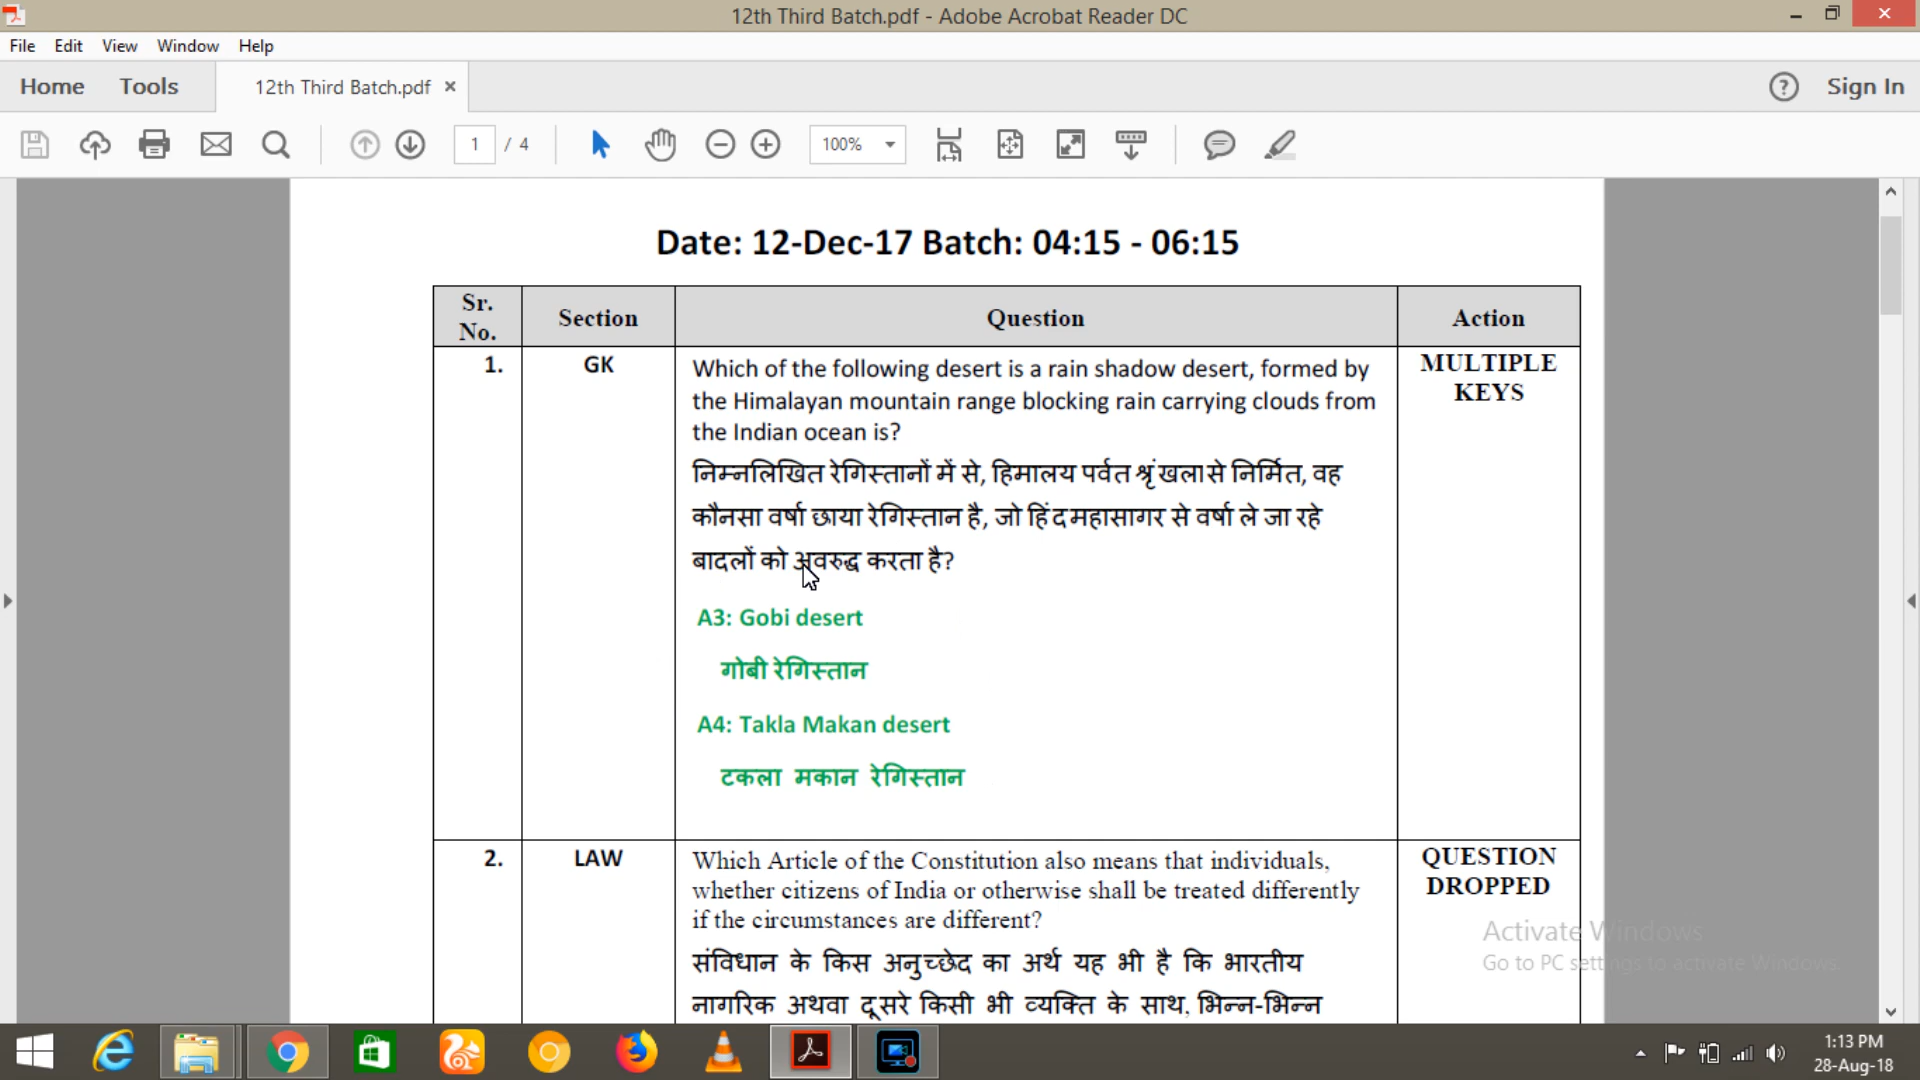 12th Third Batch.pdf - Adobe Acrobat Reader DC
File Edit View Window Help
Home Tools 12th Third Batch.pdf × Sign In
1 / 4 100%
Date: 12-Dec-17 Batch: 04:15 - 06:15
Sr. No. Section Question Action
1. GK Which of the following desert is a rain shadow desert, formed by MULTIPLE
the Himalayan mountain range blocking rain carrying clouds from KEYS
the Indian ocean is?
निम्नलिखित रेगिस्तानों में से, हिमालय पर्वत श्रृंखला से निर्मित, वह
कौनसा वर्षा छाया रेगिस्तान है, जो हिंद महासागर से वर्षा ले जा रहे
बादलों को अवरुद्ध करता है?
A3: Gobi desert
गोबी रेगिस्तान
A4: Takla Makan desert
टकला मकान रेगिस्तान
2. LAW Which Article of the Constitution also means that individuals, QUESTION
whether citizens of India or otherwise shall be treated differently DROPPED
if the circumstances are different?
Activate Windows
संविधान के किस अनुच्छेद का अर्थ यह भी है कि भारतीय
Go to PC settings to activate Windows.
नागरिक अथवा दूसरे किसी भी व्यक्ति के साथ, भिन्न-भिन्न
1:13 PM
28-Aug-18